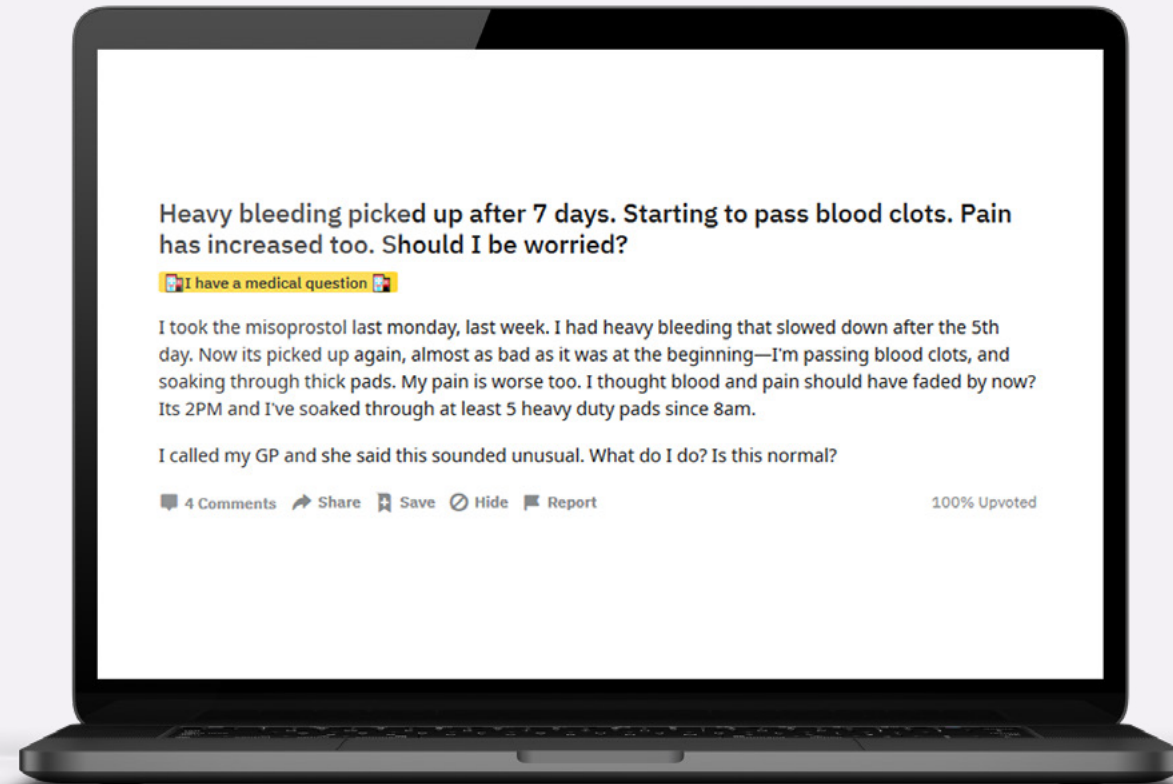 Heavy bleeding picked up after 7 days. Starting to pass blood clots. Pain
has increased too. Should I be worried?
I have a medical question
I took the misoprostol last monday, last week. I had heavy bleeding that slowed down after the 5th
day. Now its picked up again, almost as bad as it was at the beginning—I'm passing blood clots, and
soaking through thick pads. My pain is worse too. I thought blood and pain should have faded by now?
Its 2PM and I've soaked through at least 5 heavy duty pads since 8am.
I called my GP and she said this sounded unusual. What do I do? Is this normal?
4 Comments Share Save Hide Report 100% Upvoted